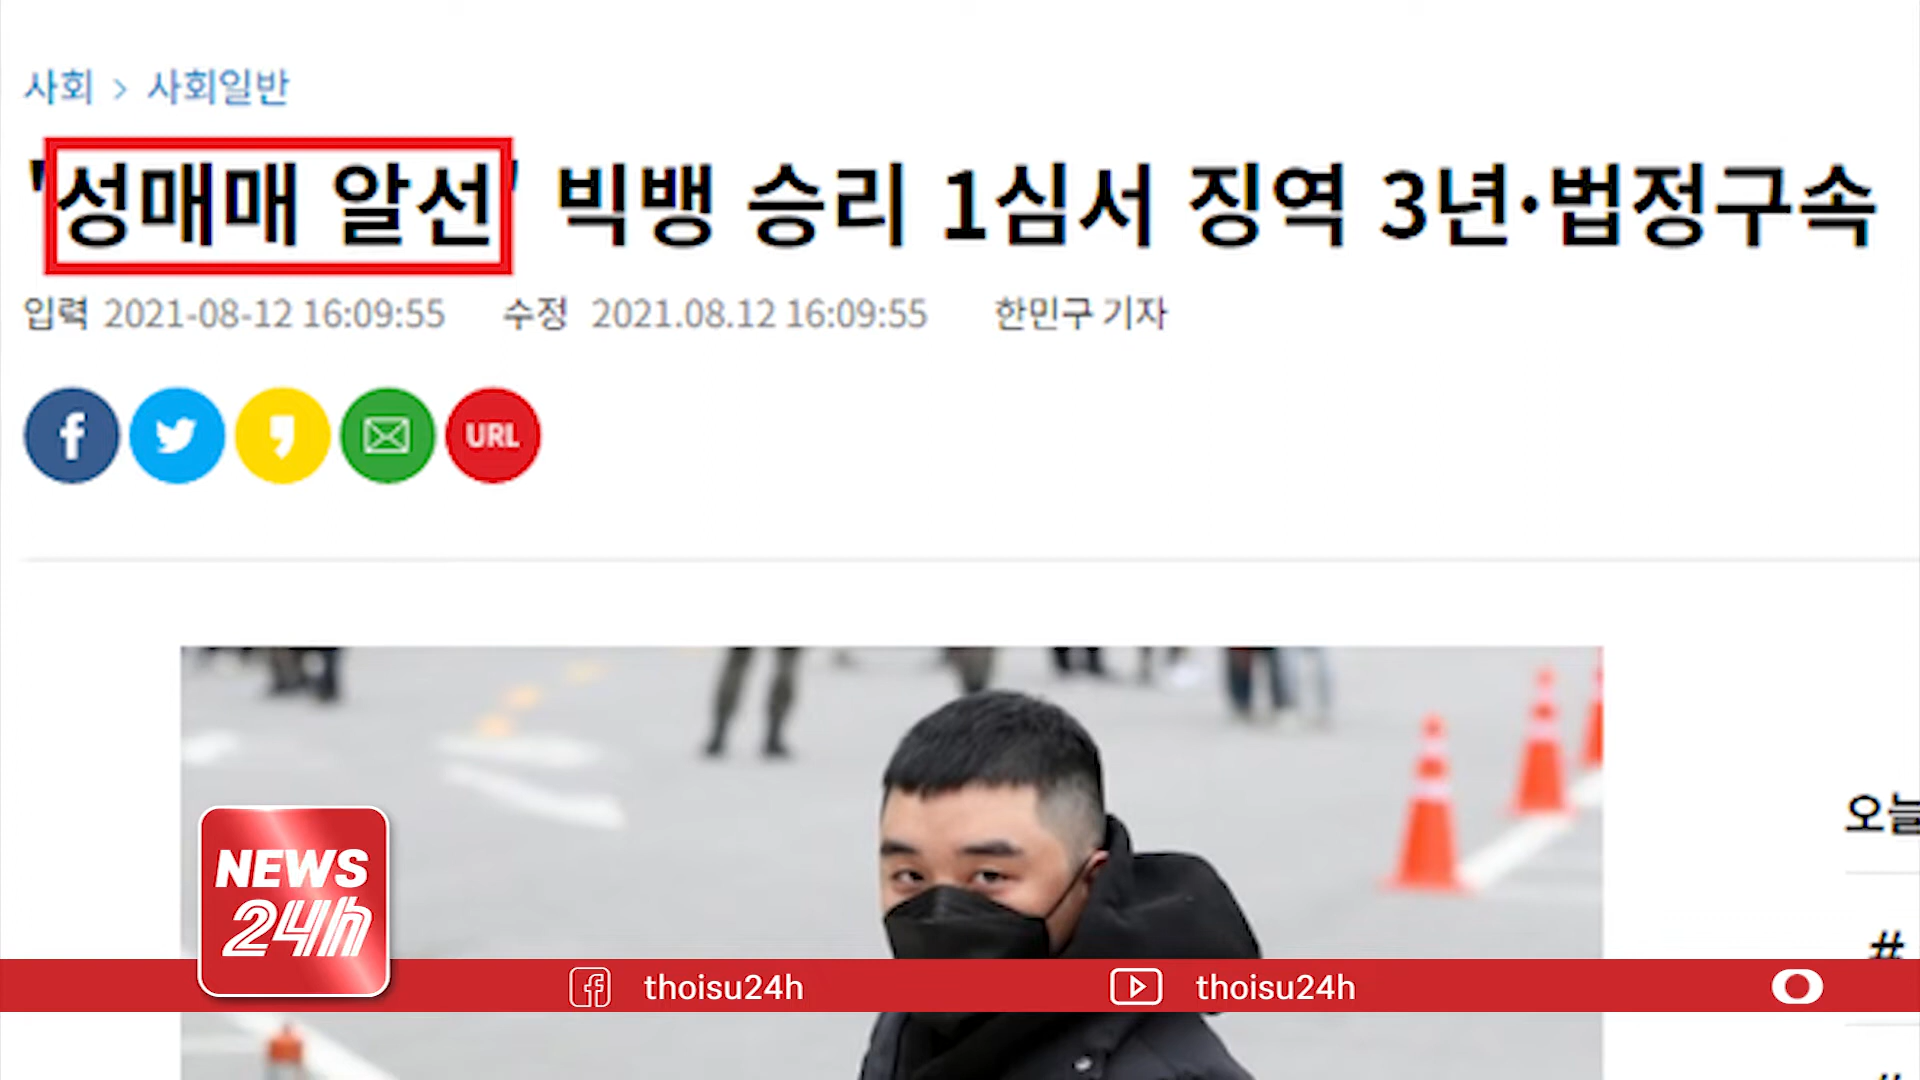 사회 > 사회일반
'성매매 알선' 빅뱅 승리 1심서 징역 3년·법정구속
입력 2021-08-12 16:09:55 수정 2021.08.12 16:09:55 한민구 기자
URL
오늘
#
NEWS
24h
thoisu24h thoisu24h